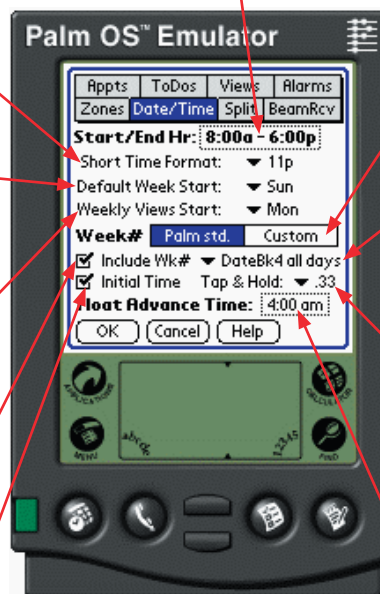 Palm OS™ Emulator
Appts ToDos Views Alarms
Zones Date/Time Split BeamRcv
Start/End Hr: 8:00a - 6:00p
Short Time Format: 11p
Default Week Start: Sun
Weekly Views Start: Mon
Week# Palm std. Custom
Include Wk# DateBk4 all days
Initial Time Tap & Hold: .33
Float Advance Time: 4:00 am
OK Cancel Help
APPLICATIONS CALCULATOR
MENU abcde 12345 FIND